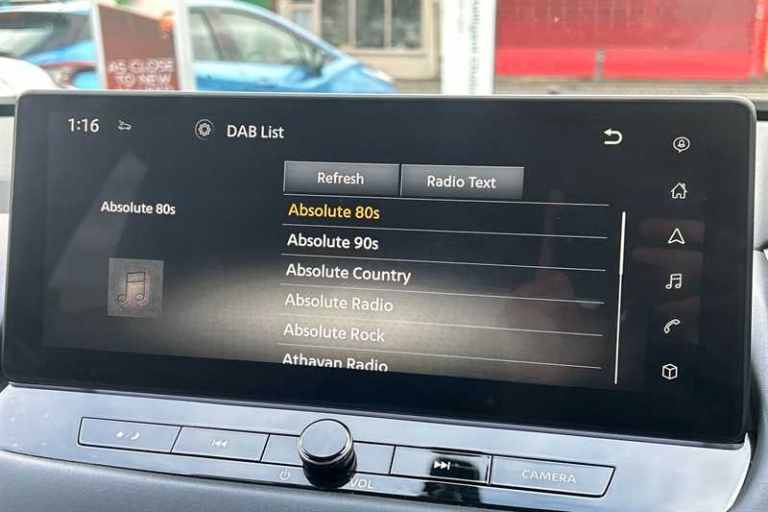 AS CLOSE
TO NEW
1:16
DAB List
Refresh
Radio Text
Absolute 80s
Absolute 80s
Absolute 90s
Absolute Country
Absolute Radio
Absolute Rock
Athavan Radio
VOL
CAMERA